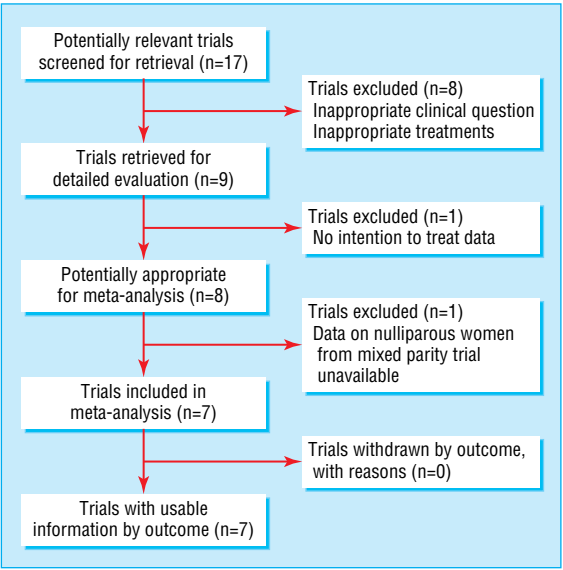 Potentially relevant trials
screened for retrieval (n=17)
Trials excluded (n=8)
Inappropriate clinical question
Inappropriate treatments
Trials retrieved for
detailed evaluation (n=9)
Trials excluded (n=1)
No intention to treat data
Potentially appropriate
for meta-analysis (n=8)
Trials excluded (n=1)
Data on nulliparous women
from mixed parity trial
unavailable
Trials included in
meta-analysis (n=7)
Trials withdrawn by outcome,
with reasons (n=0)
Trials with usable
information by outcome (n=7)